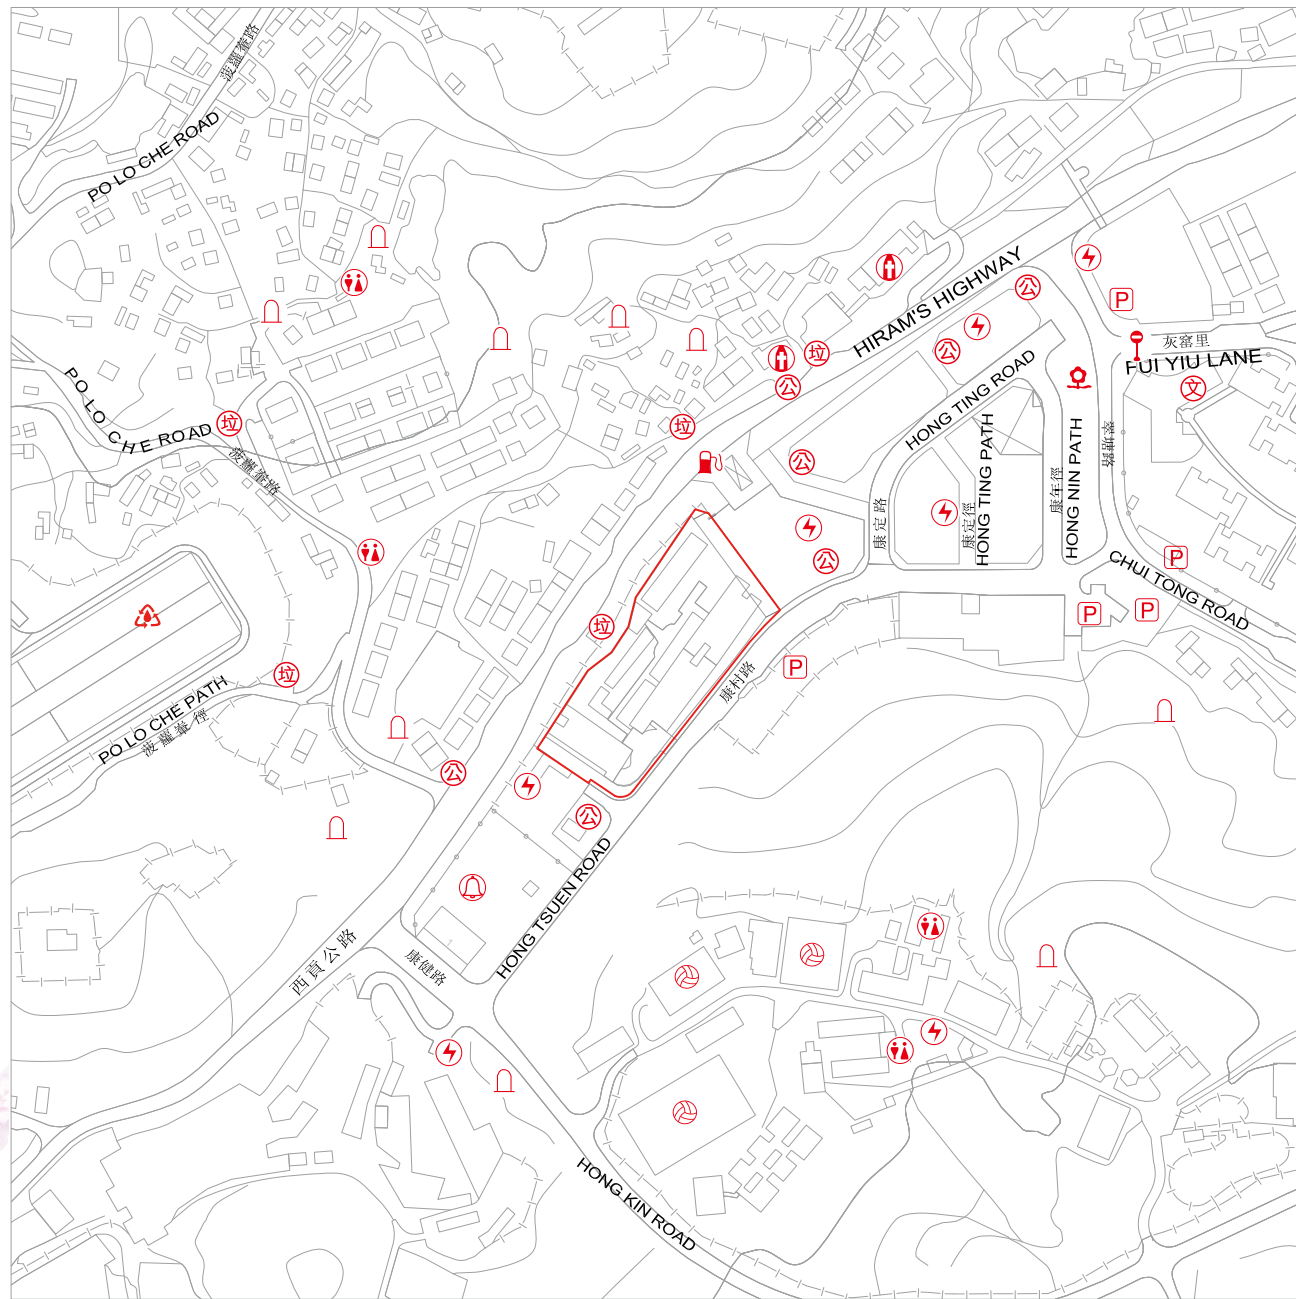 菠蘿輋路
PO LO CHE ROAD
HIRAM'S HIGHWAY
公
P
公
灰窰里
FUI YIU LANE
垃
公
文
PO LO CHE ROAD
菠蘿輋路
垃
垃
公
HONG TING ROAD
HONG TING PATH
康定徑
康定路
HONG NIN PATH
康年徑
公
P
CHUI TONG ROAD
P
P
垃
P
康村路
垃
PO LO CHE PATH
菠蘿輋徑
公
公
HONG TSUEN ROAD
西貢公路
康健路
HONG KIN ROAD